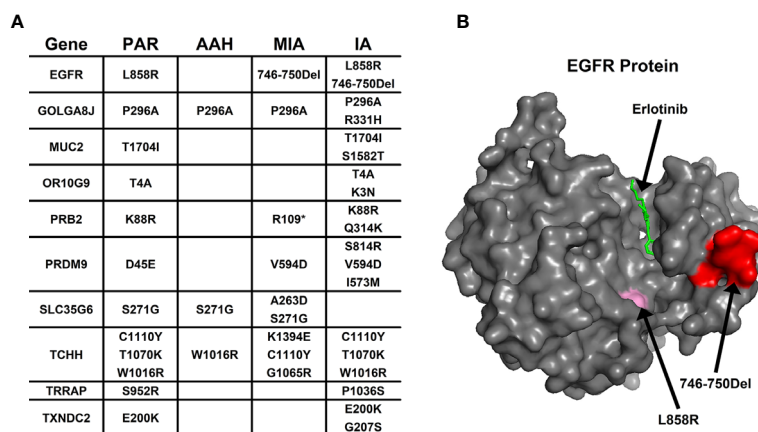 A
Gene PAR AAH MIA IA
EGFR L858R 746-750Del L858R
746-750Del
GOLGA8J P296A P296A P296A P296A
R331H
MUC2 T1704I T1704I
S1582T
OR10G9 T4A T4A
K3N
PRB2 K88R R109* K88R
Q314K
PRDM9 D45E V594D S814R
V594D
I573M
SLC35G6 S271G S271G A263D
S271G
TCHH C1110Y
T1070K
W1016R W1016R K1394E
C1110Y
G1065R C1110Y
T1070K
W1016R
TRRAP S952R P1036S
TXNDC2 E200K E200K
G207S
B
EGFR Protein
Erlotinib
746-750Del
L858R